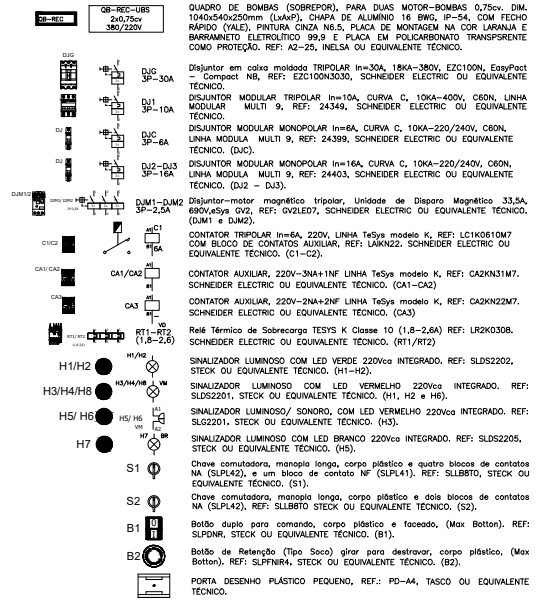 QB-REC
QB-REC-UBS
2x0,75cv
380/220V
QUADRO DE BOMBAS (SOBREPOR), PARA DUAS MOTOR-BOMBAS 0,75cv. DIM.
1040x540x250mm (LxAxP), CHAPA DE ALUMÍNIO 16 BWG, IP-54, COM FECHO
RÁPIDO (YALE), PINTURA CINZA N6.5, PLACA DE MONTAGEM NA COR LARANJA E
BARRAMNETO ELETROLÍTICO 99,9 E PLACA EM POLICARBONATO TRANSPSRENTE
COMO PROTEÇÃO. REF: A2-25, INELSA OU EQUIVALENTE TÉCNICO.
DJG
DJG
3P-30A
Disjuntor em caixa moldada TRIPOLAR In=30A, 18KA-380V, EZC100N, EasyPact
- Compact NB, REF: EZC100N3030, SCHNEIDER ELECTRIC OU EQUIVALENTE
TÉCNICO.
DJ1
3P-10A
DISJUNTOR MODULAR TRIPOLAR In=10A, CURVA C, 10KA-400V, C60N, LINHA
MODULAR MULTI 9, REF: 24349, SCHNEIDER ELECTRIC OU EQUIVALENTE
TÉCNICO.
DJ
DJC
3P-6A
DISJUNTOR MODULAR MONOPOLAR In=6A, CURVA C, 10KA-220/240V, C60N,
LINHA MODULA MULTI 9, REF: 24399, SCHNEIDER ELECTRIC OU EQUIVALENTE
TÉCNICO. (DJC).
DJ
DJ2-DJ3
3P-16A
DISJUNTOR MODULAR MONOPOLAR In=16A, CURVA C, 10KA-220/240V, C60N,
LINHA MODULA MULTI 9, REF: 24403, SCHNEIDER ELECTRIC OU EQUIVALENTE
TÉCNICO. (DJ2 - DJ3).
DJM1/2
DJM1/ DJM2
DJM1-DJM2
3P-2,5A
Disjuntor-motor magnético tripolar, Unidade de Disparo Magnético 33,5A,
690V,eSys GV2, REF: GV2LE07, SCHNEIDER ELECTRIC OU EQUIVALENTE TÉCNICO.
(DJM1 e DJM2).
C1/C2
A1
C1
6A
CONTATOR TRIPOLAR In=6A, 220V, LINHA TeSys modelo K, REF: LC1K0610M7
COM BLOCO DE CONTATOS AUXILIAR, REF: LAIKN22. SCHNEIDER ELECTRIC OU
EQUIVALENTE TÉCNICO. (C1-C2).
CA1/ CA2
CA1/CA2
A1
CONTATOR AUXILIAR, 220V-3NA+1NF LINHA TeSys modelo K, REF: CA2KN31M7.
SCHNEIDER ELECTRIC OU EQUIVALENTE TÉCNICO. (CA1-CA2)
CA3
CA3
A1
CONTATOR AUXILIAR, 220V-2NA+2NF LINHA TeSys modelo K, REF: CA2KN22M7.
SCHNEIDER ELECTRIC OU EQUIVALENTE TÉCNICO. (CA3)
RT1/ RT2
VD
RT1-RT2
(1,8-2,6)
Relé Térmico de Sobrecarga TESYS K Classe 10 (1,8-2,6A) REF: LR2K0308.
SCHNEIDER ELECTRIC OU EQUIVALENTE TÉCNICO. (RT1/RT2)
H1/H2
H1/H2
SINALIZADOR LUMINOSO COM LED VERDE 220Vca INTEGRADO. REF: SLDS2202,
STECK OU EQUIVALENTE TÉCNICO. (H1-H2).
H3/H4/H8
H3/H4/H8
VM
SINALIZADOR LUMINOSO COM LED VERMELHO 220Vca INTEGRADO. REF:
SLDS2201, STECK OU EQUIVALENTE TÉCNICO. (H1, H2 e H6).
H5/ H6
H5/ H6
VM
A1
A2
SINALIZADOR LUMINOSO/ SONORO, COM LED VERMELHO 220Vca INTEGRADO. REF:
SLG2201, STECK OU EQUIVALENTE TÉCNICO. (H3).
H7
H7
BR
SINALIZADOR LUMINOSO COM LED BRANCO 220Vca INTEGRADO. REF: SLDS2205,
STECK OU EQUIVALENTE TÉCNICO. (H5).
S1
Chave comutadora, manopla longa, corpo plástico e quatro blocos de contatos
NA (SLPL42), e um bloco de contato NF (SLPL41). REF: SLLB8TO, STECK OU
EQUIVALENTE TÉCNICO. (S1).
S2
Chave comutadora, manopla longa, corpo plástico e dois blocos de contatos
NA (SLPL42), REF: SLLB8TO STECK OU EQUIVALENTE TÉCNICO. (S2).
B1
Botão duplo para comando, corpo plástico e faceado, (Max Botton). REF:
SLPDNR, STECK OU EQUIVALENTE TÉCNICO. (B1).
B2
Botão de Retenção (Tipo Soco) girar para destravar, corpo plástico, (Max
Botton). REF: SLPFNIR4, STECK OU EQUIVALENTE TÉCNICO. (B2).
PORTA DESENHO PLÁSTICO PEQUENO, REF.: PD-A4, TASCO OU EQUIVALENTE
TÉCNICO.